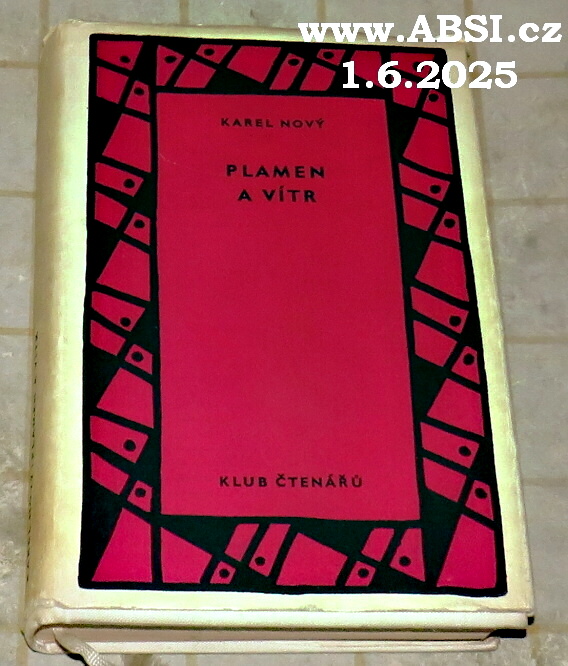 www.ABSI.cz
1.6.2025
KAREL NOVÝ
PLAMEN
A VÍTR
KLUB ČTENÁŘŮ